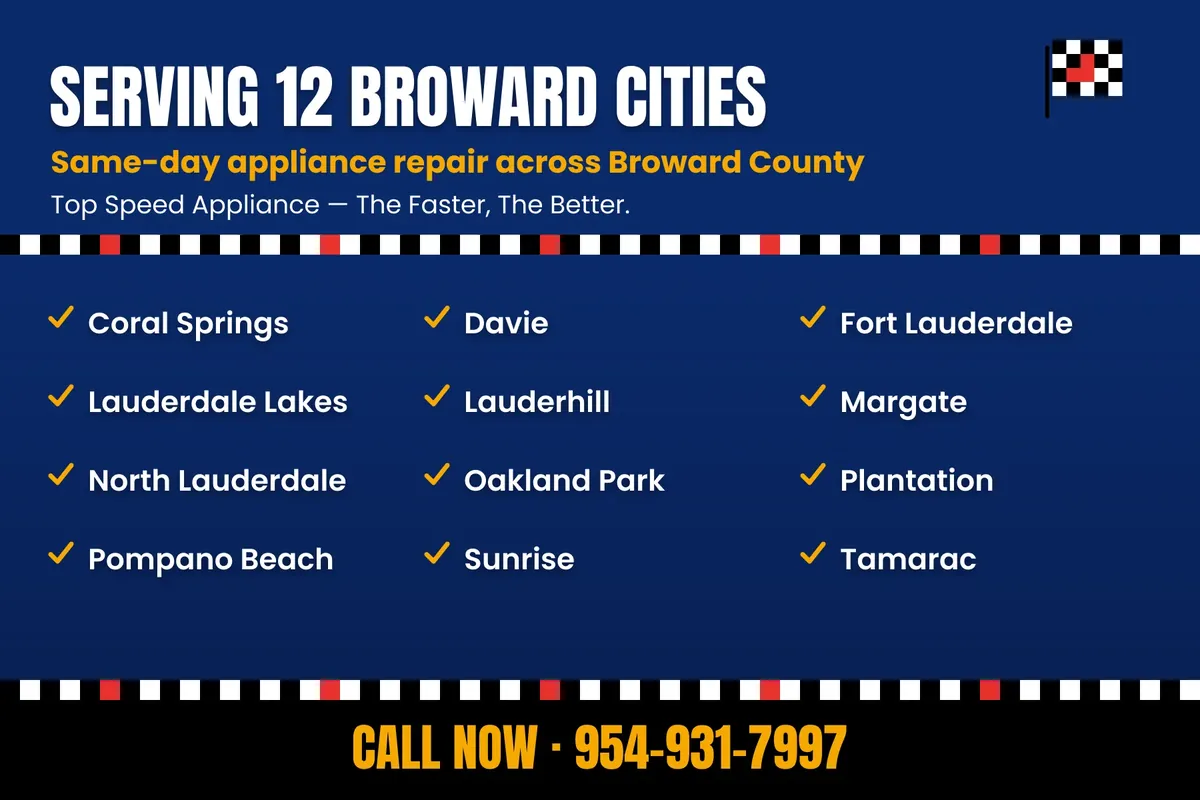 SERVING 12 BROWARD CITIES
Same-day appliance repair across Broward County
Top Speed Appliance — The Faster, The Better.
Coral Springs
Davie
Fort Lauderdale
Lauderdale Lakes
Lauderhill
Margate
North Lauderdale
Oakland Park
Plantation
Pompano Beach
Sunrise
Tamarac
CALL NOW · 954-931-7997